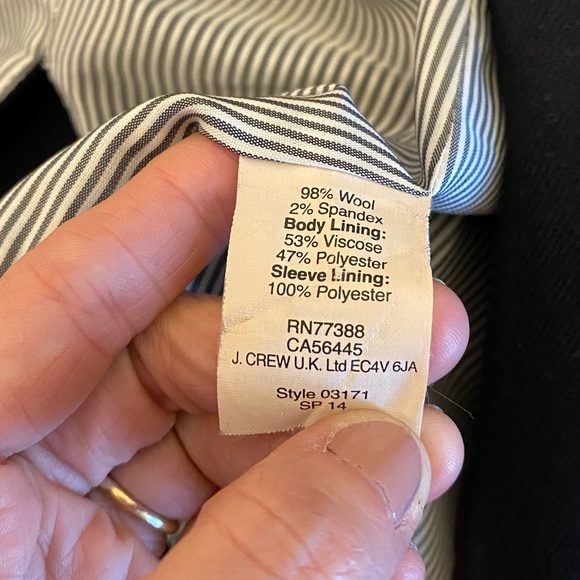 98% Wool
2% Spandex
Body Lining:
53% Viscose
47% Polyester
Sleeve Lining:
100% Polyester
RN77388
CA56445
J. CREW U.K. Ltd EC4V 6JA
Style 03171
SP 14